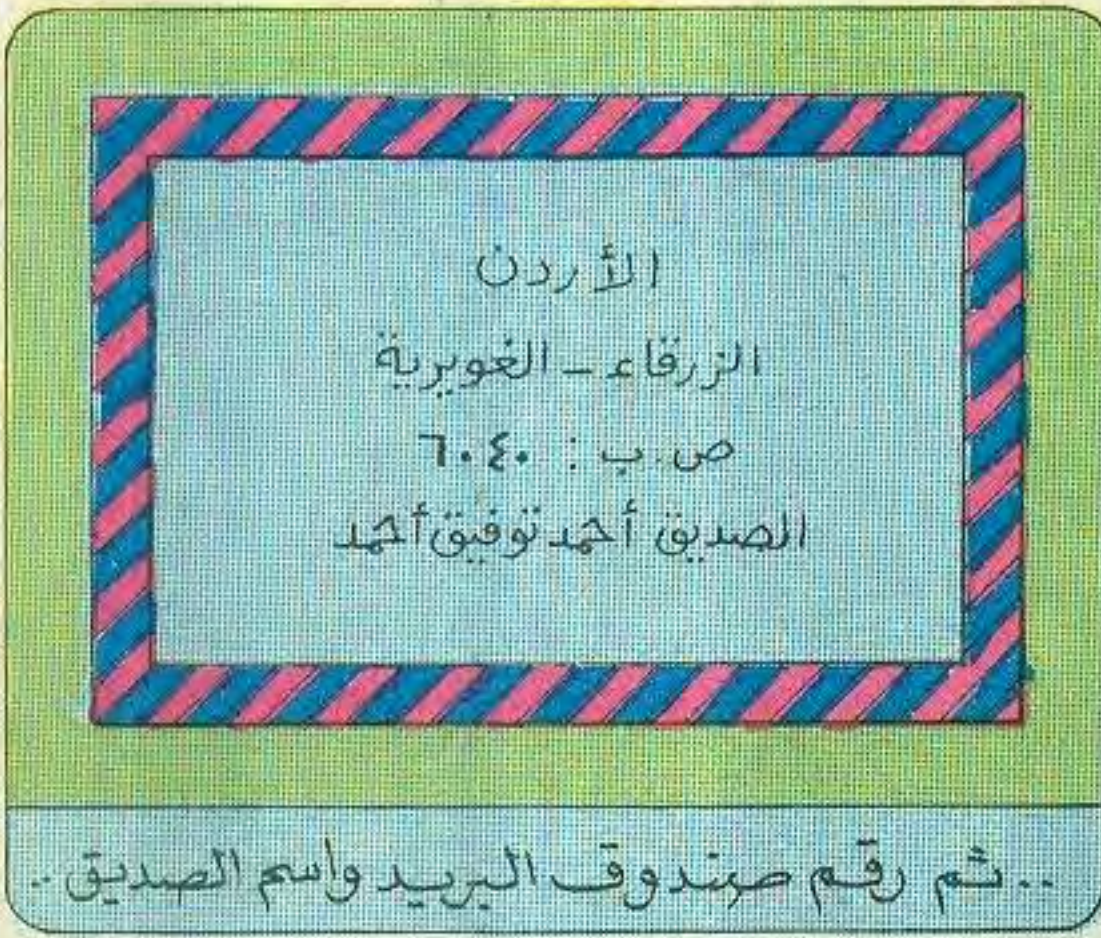 الأردن
الزرقاء - الغويرية
ص. ب : ٦٠٤٠
الصديق أحمد توفيق أحمد
..ثم رقم صندوق البريد واسم الصديق..